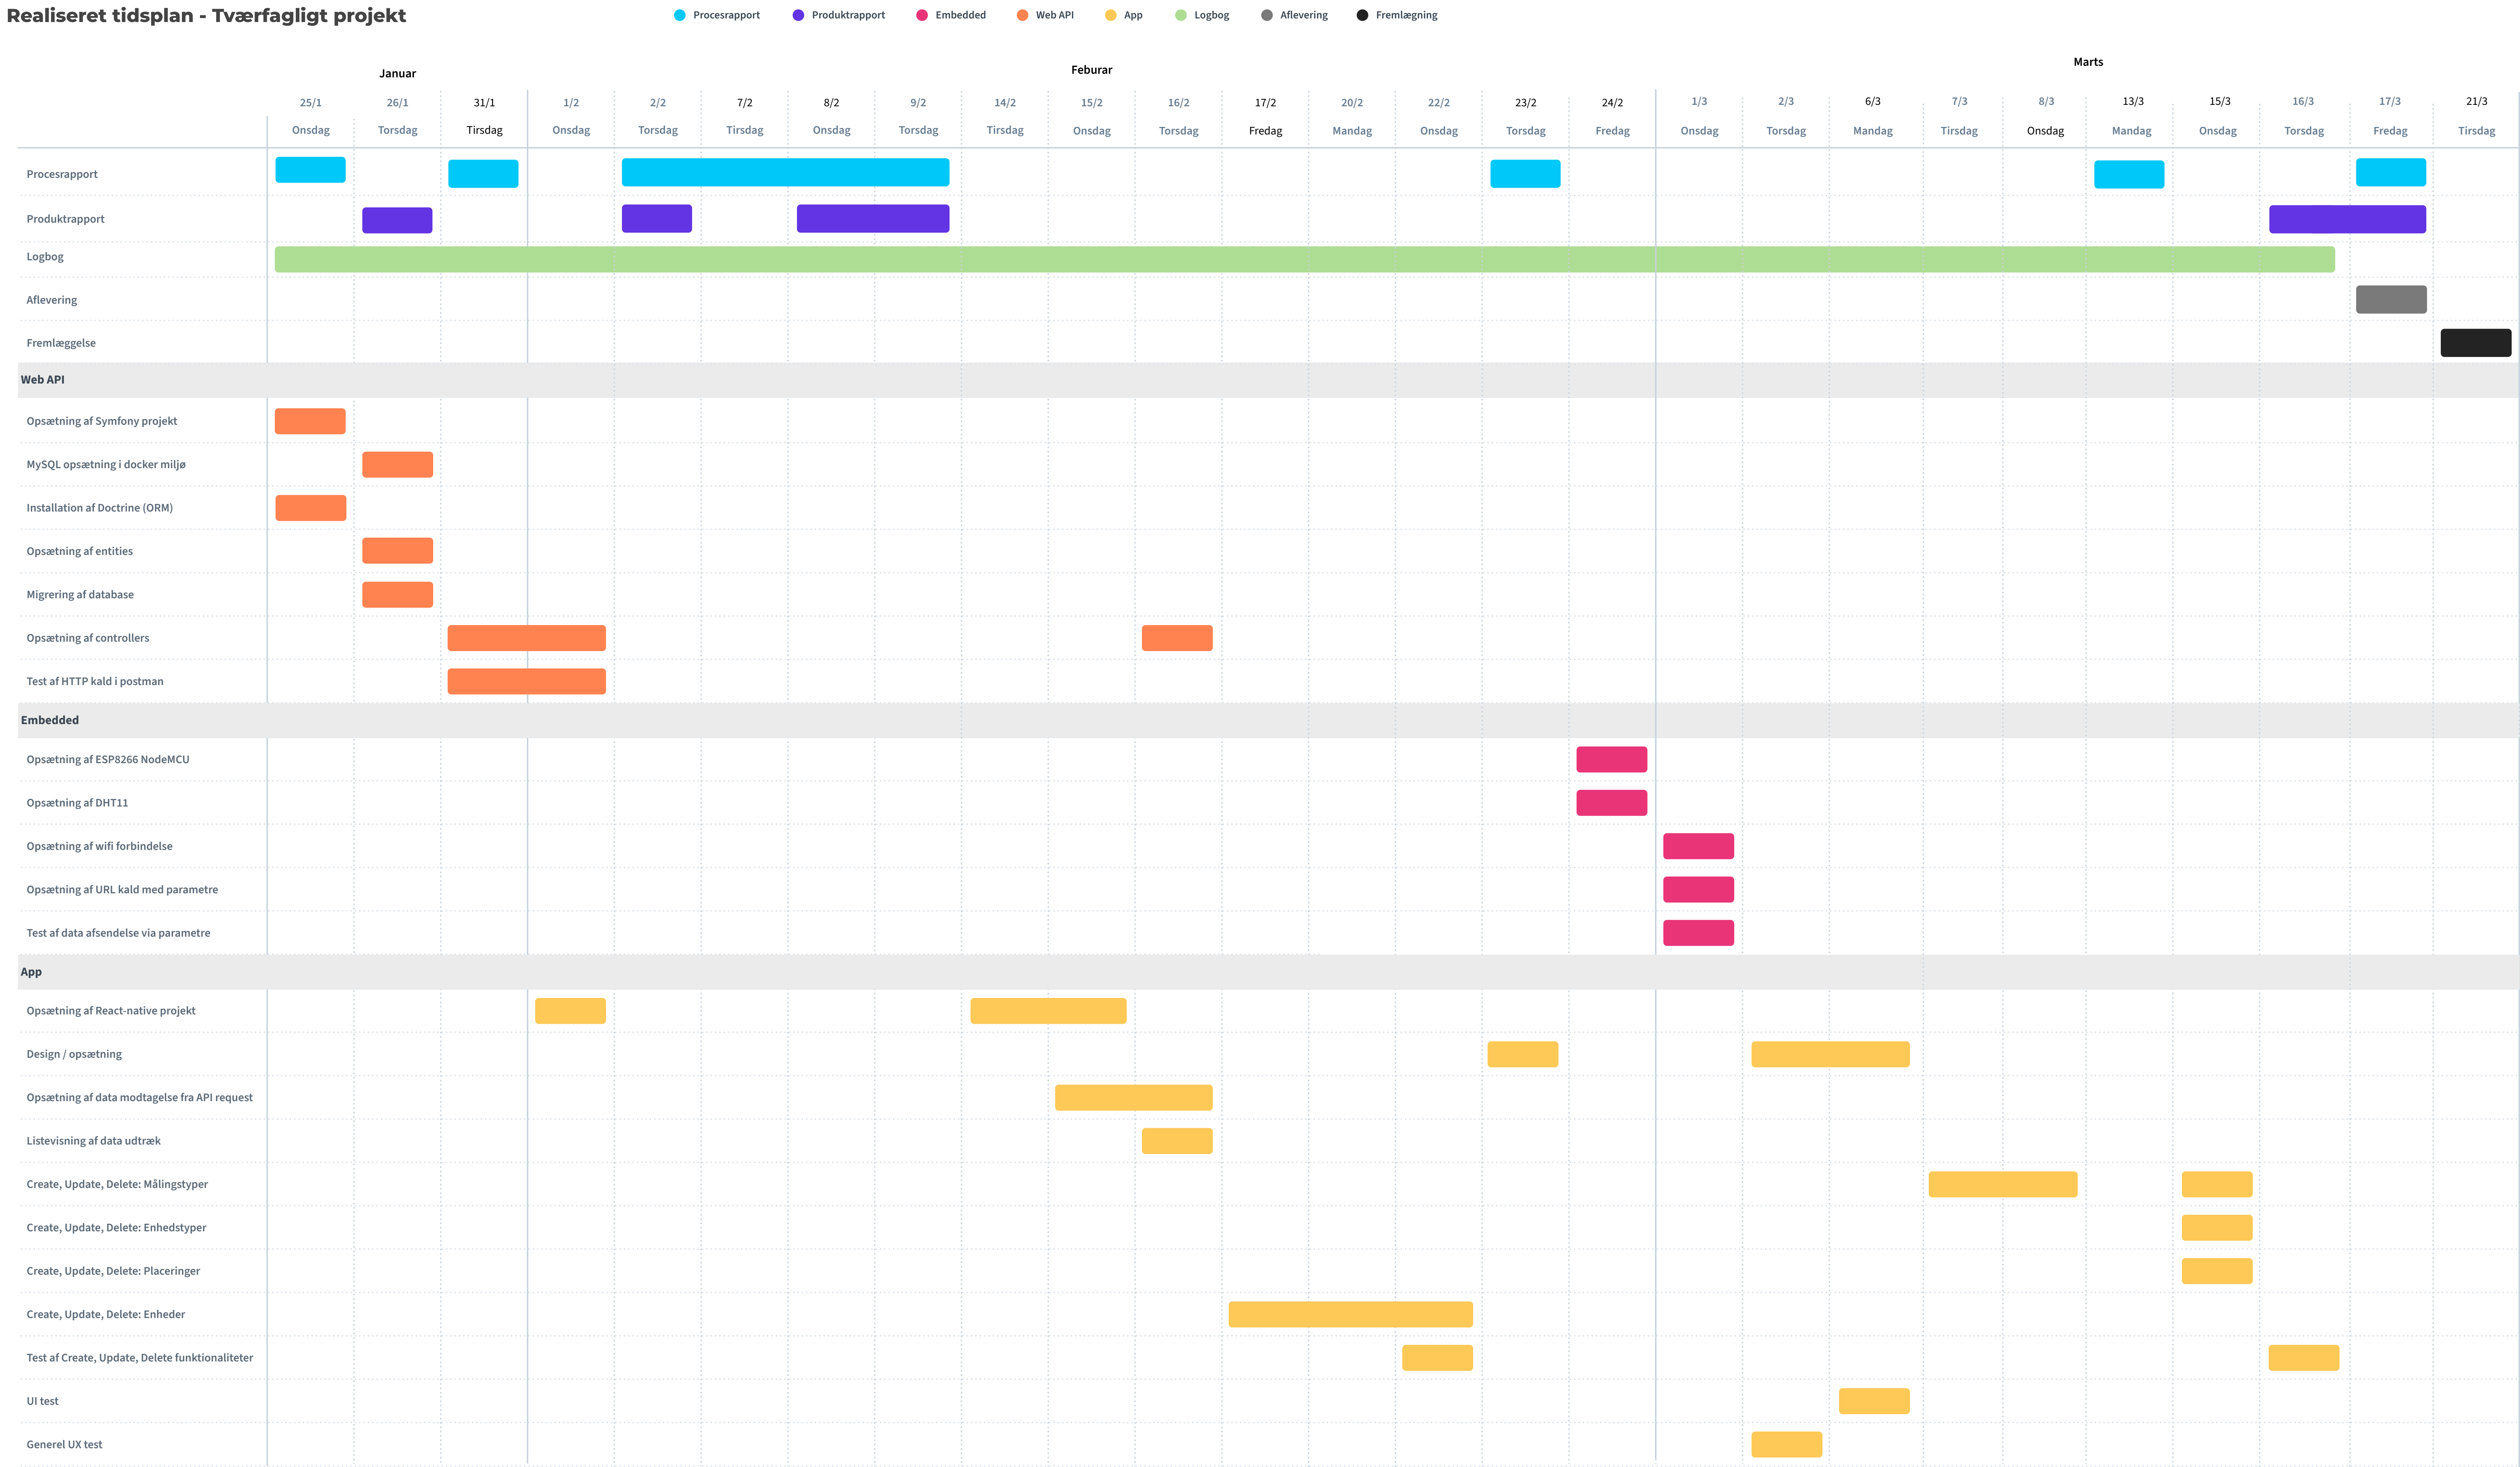 Realiseret tidsplan - Tværfagligt projekt
Procesrapport Produktrapport Embedded Web API App Logbog Aflevering Fremlægning
Januar Feburar Marts
25/1 26/1 31/1 1/2 2/2 7/2 8/2 9/2 14/2 15/2 16/2 17/2 20/2 22/2 23/2 24/2 1/3 2/3 6/3 7/3 8/3 13/3 15/3 16/3 17/3 21/3
Onsdag Torsdag Tirsdag Onsdag Torsdag Tirsdag Onsdag Torsdag Tirsdag Onsdag Torsdag Fredag Mandag Onsdag Torsdag Fredag Onsdag Torsdag Mandag Tirsdag Onsdag Mandag Onsdag Torsdag Fredag Tirsdag
Procesrapport
Produktrapport
Logbog
Aflevering
Fremlæggelse
Web API
Opsætning af Symfony projekt
MySQL opsætning i docker miljø
Installation af Doctrine (ORM)
Opsætning af entities
Migrering af database
Opsætning af controllers
Test af HTTP kald i postman
Embedded
Opsætning af ESP8266 NodeMCU
Opsætning af DHT11
Opsætning af wifi forbindelse
Opsætning af URL kald med parametre
Test af data afsendelse via parametre
App
Opsætning af React-native projekt
Design / opsætning
Opsætning af data modtagelse fra API request
Listevisning af data udtræk
Create, Update, Delete: Målingstyper
Create, Update, Delete: Enhedstyper
Create, Update, Delete: Placeringer
Create, Update, Delete: Enheder
Test af Create, Update, Delete funktionaliteter
UI test
Generel UX test